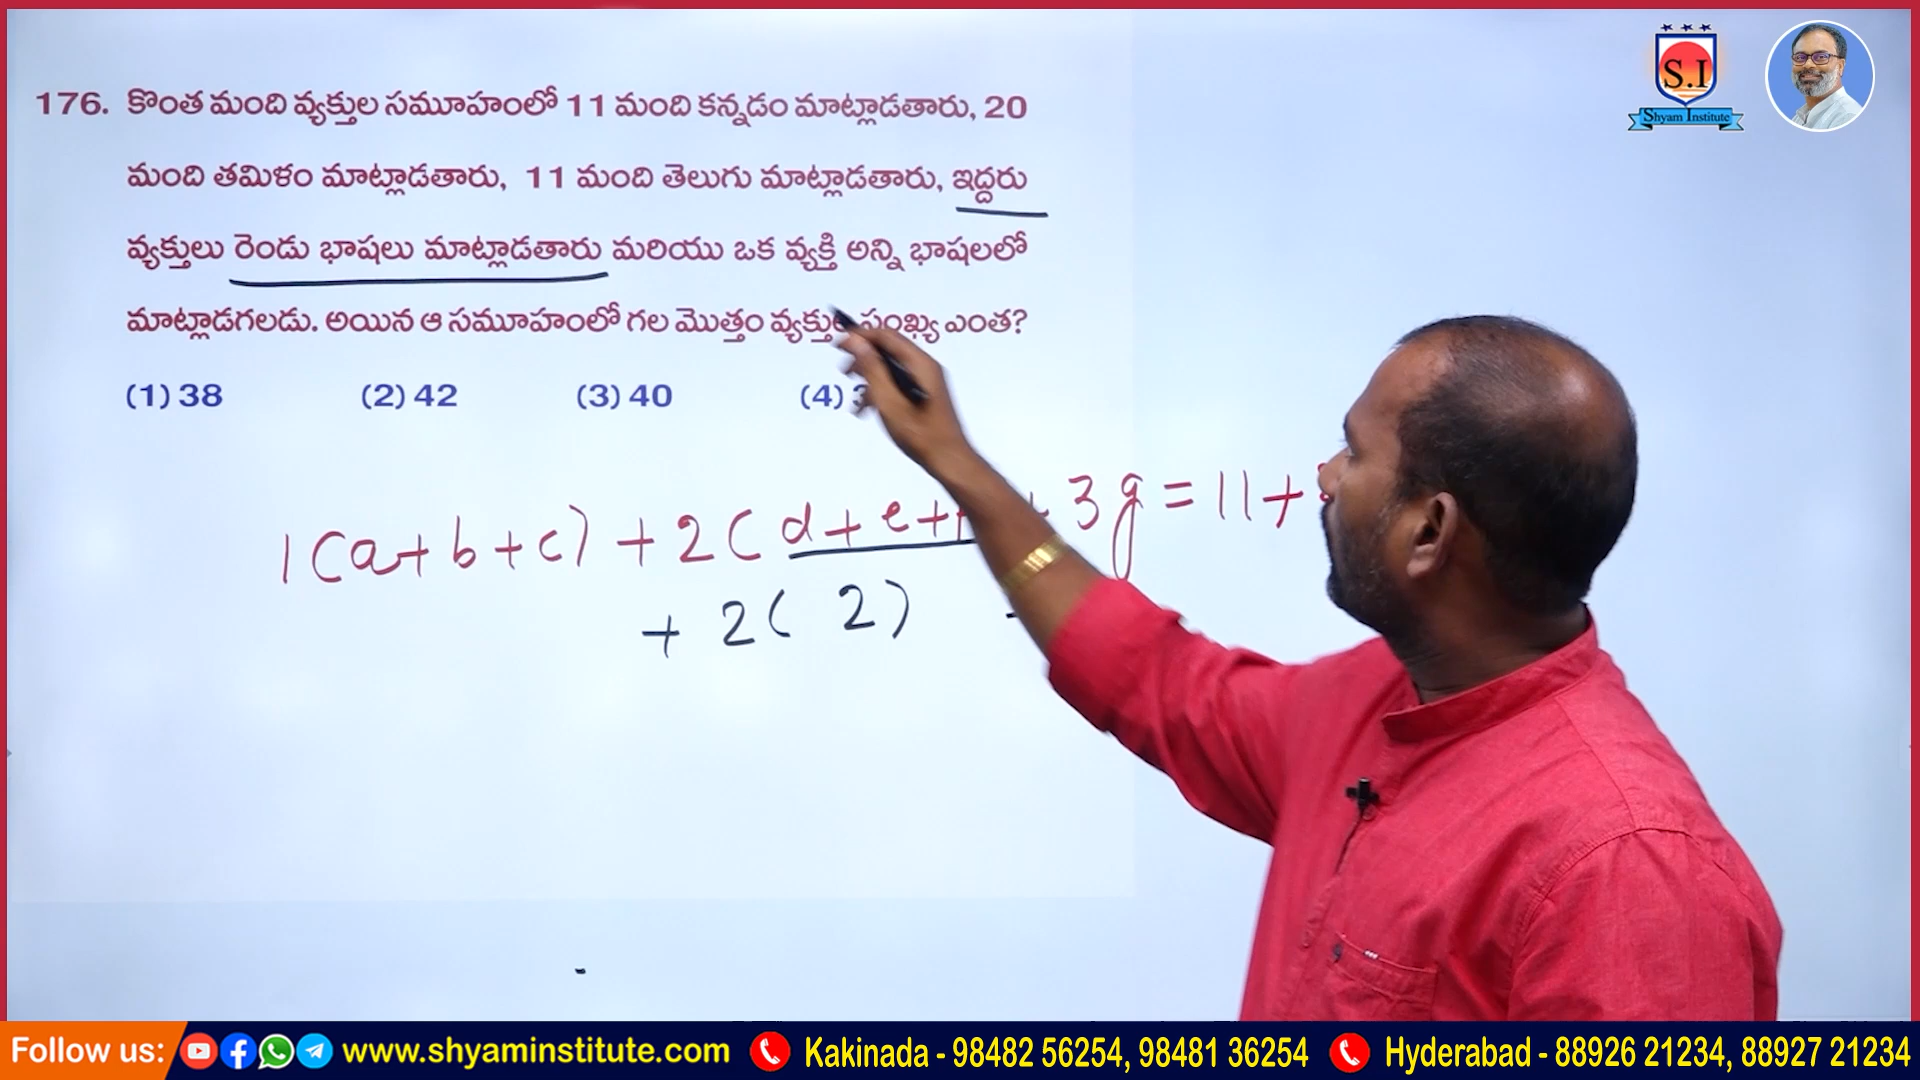 176. కొంత మంది వ్యక్తుల సమూహంలో 11 మంది కన్నడం మాట్లాడతారు, 20
మంది తమిళం మాట్లాడతారు, 11 మంది తెలుగు మాట్లాడతారు, ఇద్దరు
వ్యక్తులు రెండు భాషలు మాట్లాడతారు మరియు ఒక వ్యక్తి అన్ని భాషలలో
మాట్లాడగలడు. అయిన ఆ సమూహంలో గల మొత్తం వ్యక్తుల సంఖ్య ఎంత?
(1) 38 (2) 42 (3) 40 (4) 3
1(a+b+c) + 2(d+e+ 3g = 11+
+ 2( 2)
S.I
Shyam Institute
Follow us: www.shyaminstitute.com Kakinada - 98482 56254, 98481 36254 Hyderabad - 88926 21234, 88927 21234